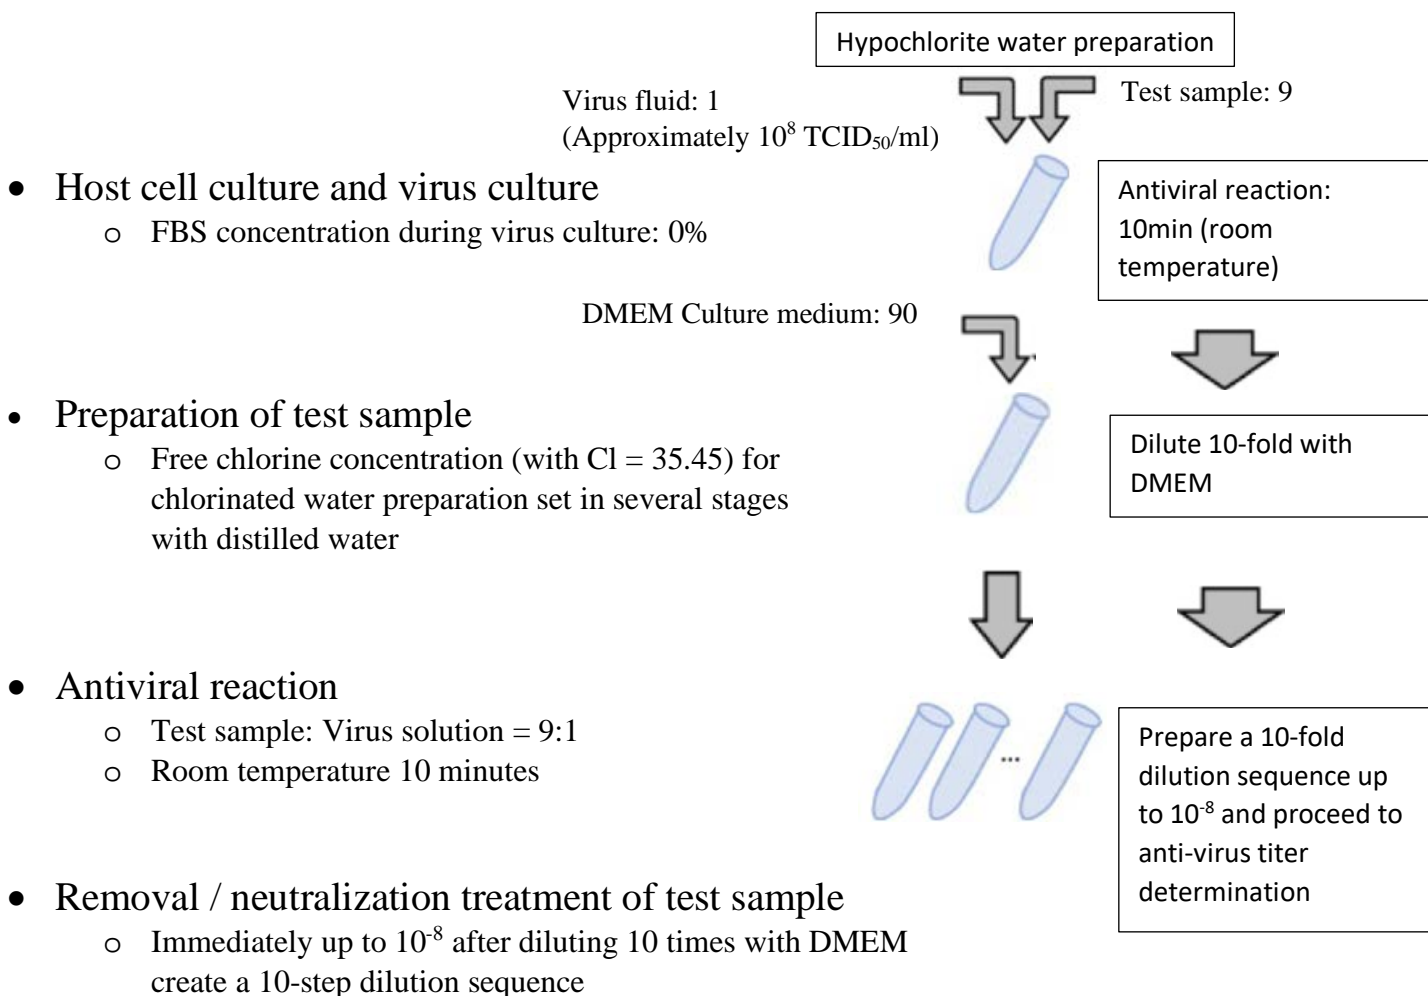 Hypochlorite water preparation
Virus fluid: 1
(Approximately 10⁸ TCID₅₀/ml)
Test sample: 9
• Host cell culture and virus culture
o FBS concentration during virus culture: 0%
Antiviral reaction:
10min (room
temperature)
DMEM Culture medium: 90
• Preparation of test sample
o Free chlorine concentration (with Cl = 35.45) for
chlorinated water preparation set in several stages
with distilled water
Dilute 10-fold with
DMEM
• Antiviral reaction
o Test sample: Virus solution = 9:1
o Room temperature 10 minutes
...
Prepare a 10-fold
dilution sequence up
to 10⁻⁸ and proceed to
anti-virus titer
determination
• Removal / neutralization treatment of test sample
o Immediately up to 10⁻⁸ after diluting 10 times with DMEM
create a 10-step dilution sequence